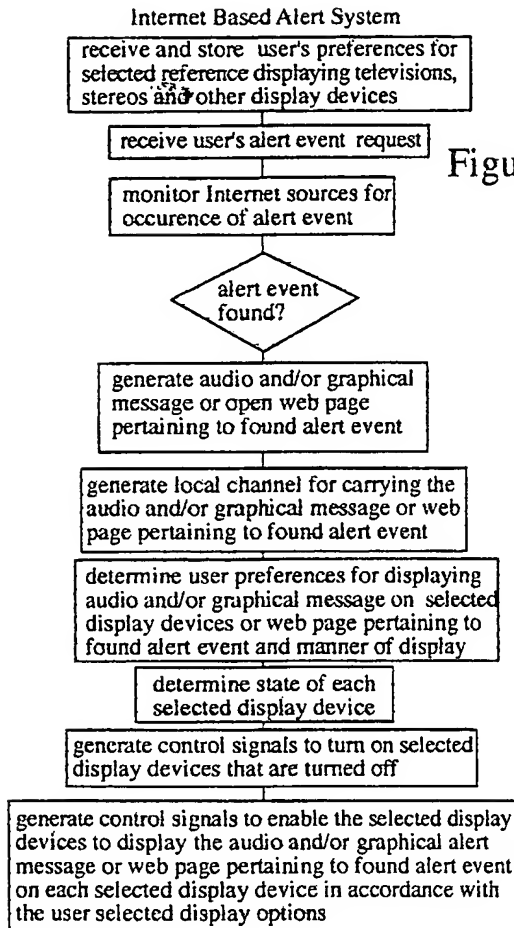 Internet Based Alert System
receive and store user's preferences for
selected reference displaying televisions,
stereos and other display devices
receive user's alert event request
Figu
monitor Internet sources for
occurence of alert event
alert event
found?
generate audio and/or graphical
message or open web page
pertaining to found alert event
generate local channel for carrying the
audio and/or graphical message or web
page pertaining to found alert event
determine user preferences for displaying
audio and/or graphical message on selected
display devices or web page pertaining to
found alert event and manner of display
determine state of each
selected display device
generate control signals to turn on selected
display devices that are turned off
generate control signals to enable the selected display
devices to display the audio and/or graphical alert
message or web page pertaining to found alert event
on each selected display device in accordance with
the user selected display options